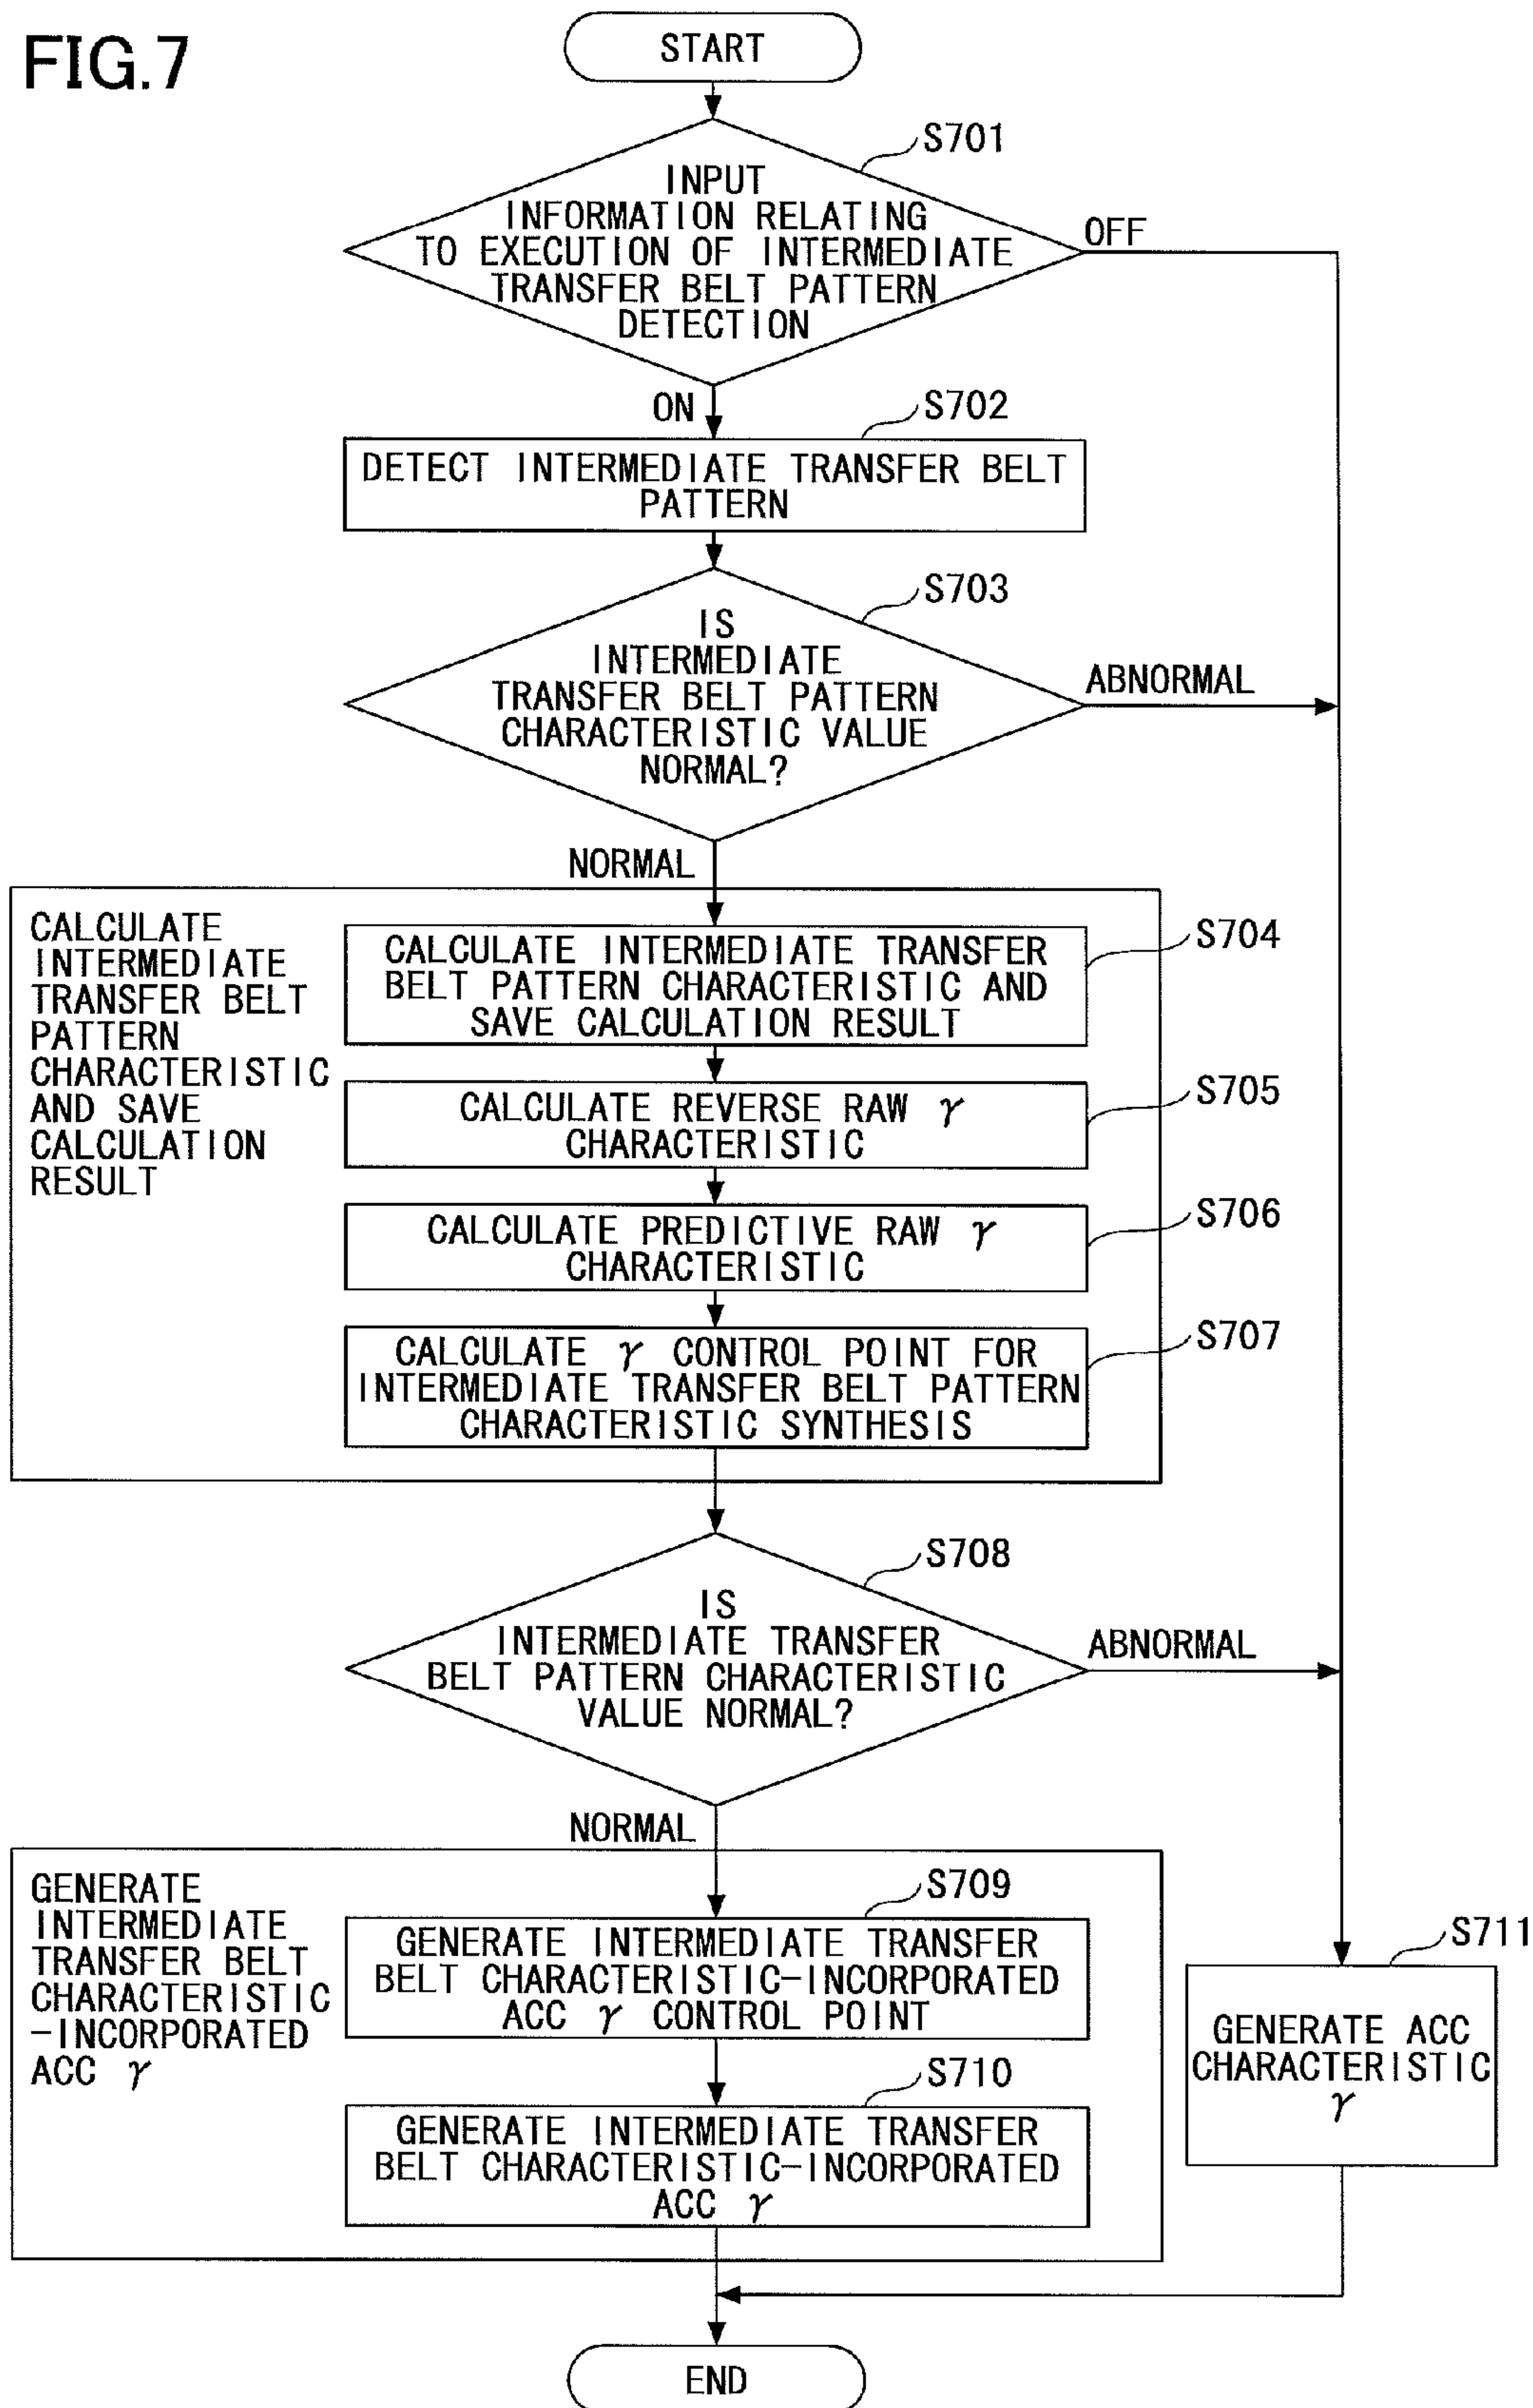 FIG.7
START
S701
INPUT
INFORMATION RELATING
TO EXECUTION OF INTERMEDIATE
TRANSFER BELT PATTERN
DETECTION
OFF
ON
S702
DETECT INTERMEDIATE TRANSFER BELT
PATTERN
S703
IS
INTERMEDIATE
TRANSFER BELT PATTERN
CHARACTERISTIC VALUE
NORMAL?
ABNORMAL
NORMAL
CALCULATE
INTERMEDIATE
TRANSFER BELT
PATTERN
CHARACTERISTIC
AND SAVE
CALCULATION
RESULT
S704
CALCULATE INTERMEDIATE TRANSFER
BELT PATTERN CHARACTERISTIC AND
SAVE CALCULATION RESULT
S705
CALCULATE REVERSE RAW γ
CHARACTERISTIC
S706
CALCULATE PREDICTIVE RAW γ
CHARACTERISTIC
S707
CALCULATE γ CONTROL POINT FOR
INTERMEDIATE TRANSFER BELT PATTERN
CHARACTERISTIC SYNTHESIS
S708
IS
INTERMEDIATE TRANSFER
BELT PATTERN CHARACTERISTIC
VALUE NORMAL?
ABNORMAL
NORMAL
GENERATE
INTERMEDIATE
TRANSFER BELT
CHARACTERISTIC
-INCORPORATED
ACC γ
S709
GENERATE INTERMEDIATE TRANSFER
BELT CHARACTERISTIC-INCORPORATED
ACC γ CONTROL POINT
S710
GENERATE INTERMEDIATE TRANSFER
BELT CHARACTERISTIC-INCORPORATED
ACC γ
S711
GENERATE ACC
CHARACTERISTIC
γ
END